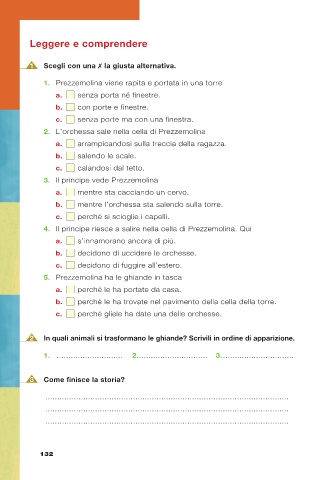 Leggere e comprendere
1 Scegli con una ✗ la giusta alternativa.
1. Prezzemolina viene rapita e portata in una torre
a. senza porta né finestre.
b. con porte e finestre.
c. senza porte ma con una finestra.
2. L'orchessa sale nella cella di Prezzemolina
a. arrampicandosi sulla treccia della ragazza.
b. salendo le scale.
c. calandosi dal tetto.
3. Il principe vede Prezzemolina
a. mentre sta cacciando un cervo.
b. mentre l'orchessa sta salendo sulla torre.
c. perché si scioglie i capelli.
4. Il principe riesce a salire nella cella di Prezzemolina. Qui
a. s'innamorano ancora di più.
b. decidono di uccidere le orchesse.
c. decidono di fuggire all'estero.
5. Prezzemolina ha le ghiande in tasca
a. perché le ha portate da casa.
b. perché le ha trovate nel pavimento della cella della torre.
c. perché gliele ha date una delle orchesse.
2 In quali animali si trasformano le ghiande? Scrivili in ordine di apparizione.
1. ............................ 2............................. 3..............................
3 Come finisce la storia?
......................................................................................................
......................................................................................................
......................................................................................................
132